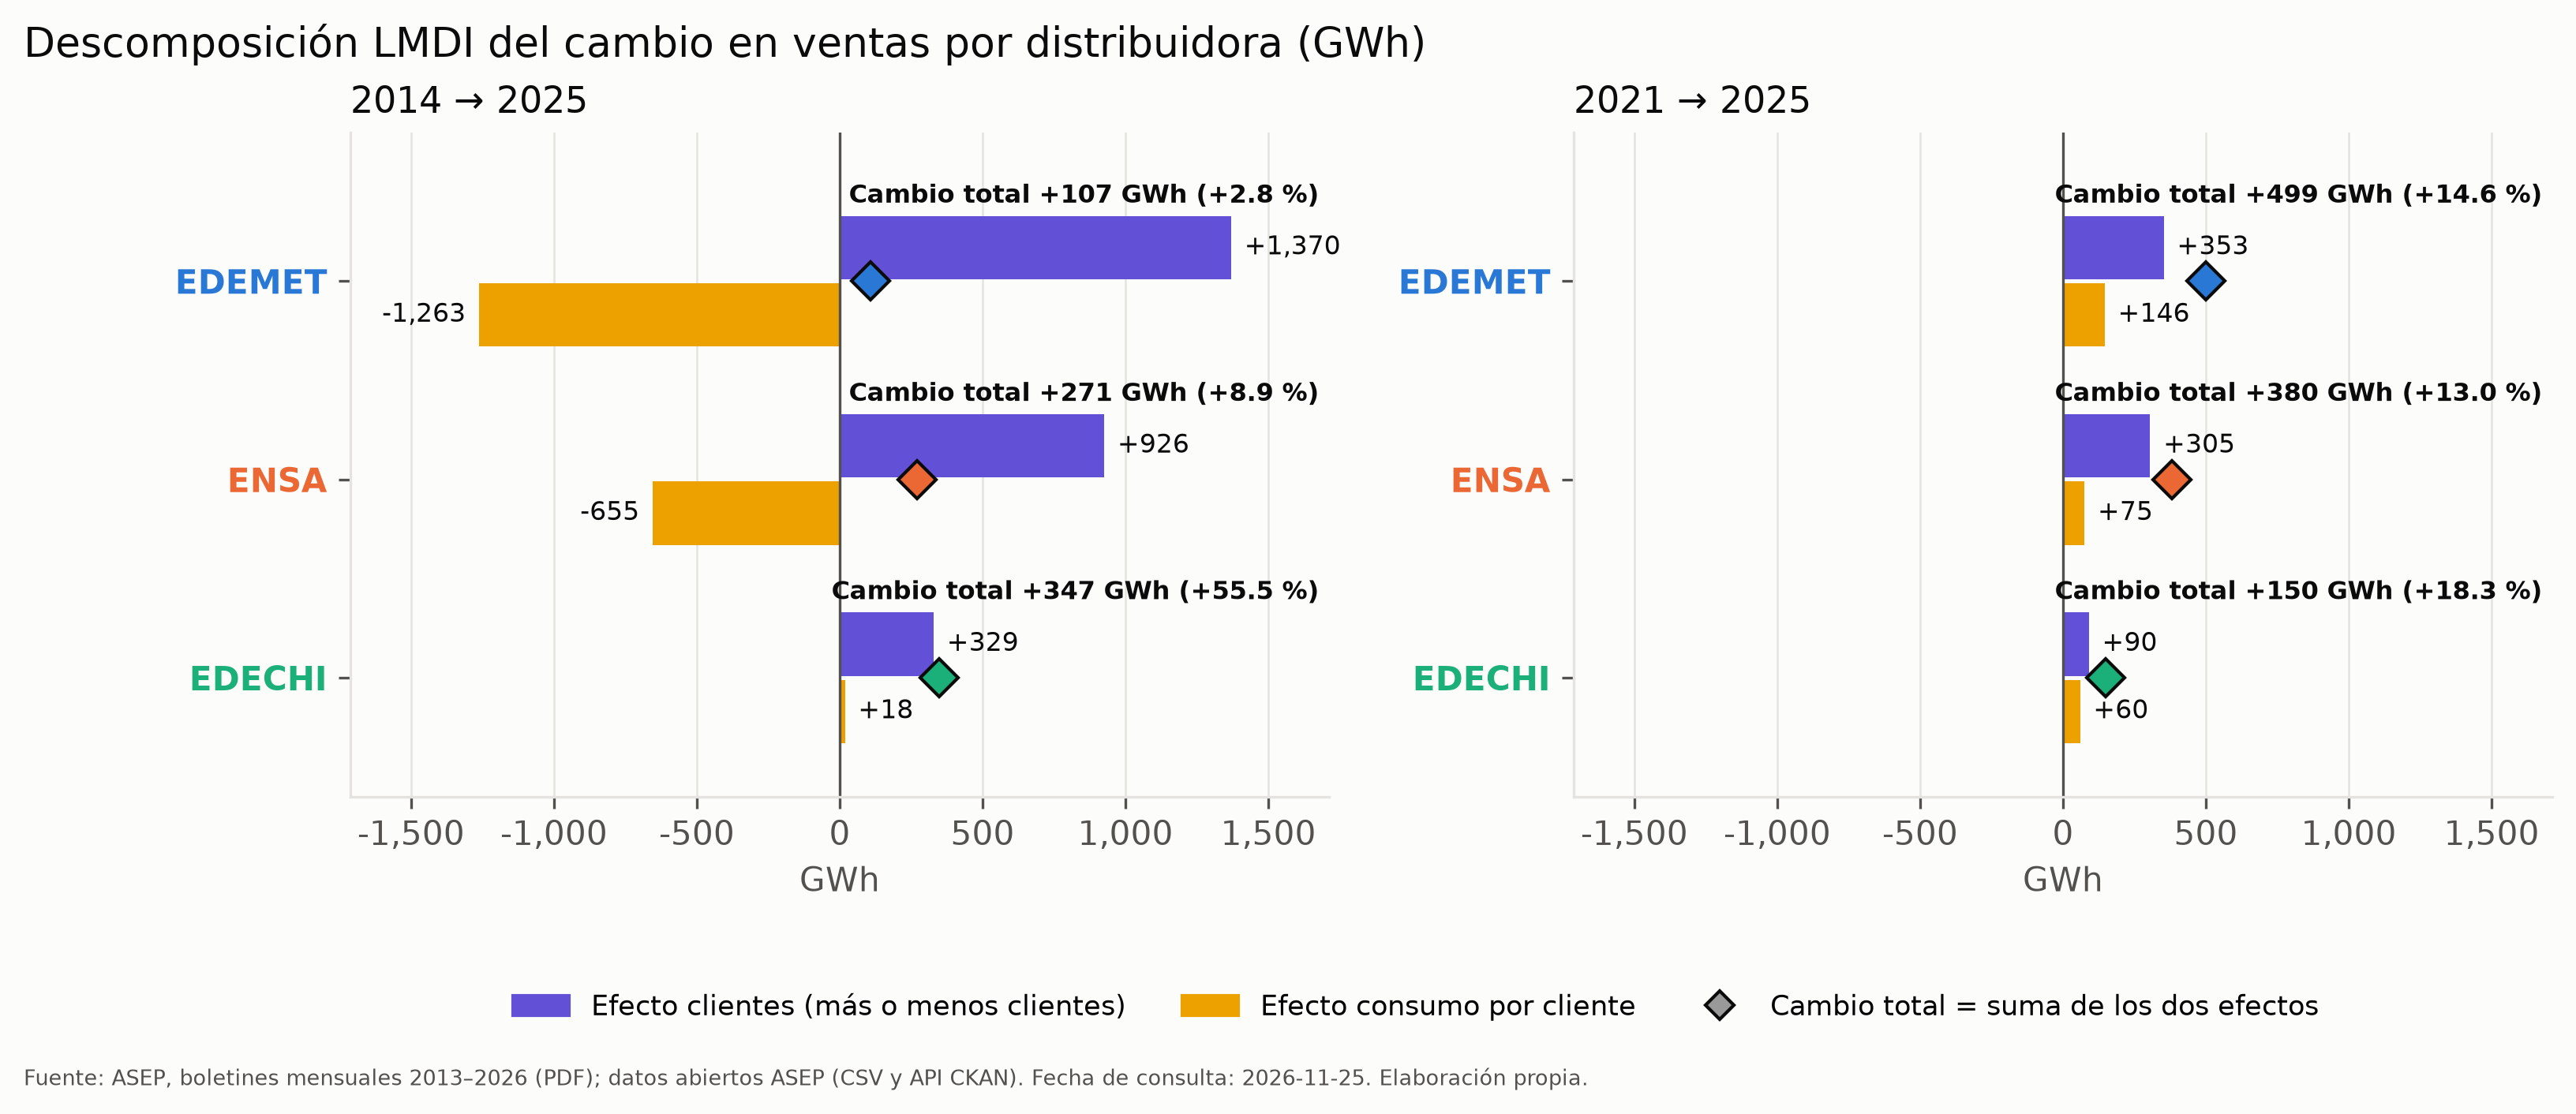 Descomposición LMDI del cambio en ventas por distribuidora (GWh)
2014 → 2025
Cambio total +107 GWh (+2.8 %)
+1,370
EDEMET
-1,263
Cambio total +271 GWh (+8.9 %)
+926
ENSA
-655
Cambio total +347 GWh (+55.5 %)
+329
EDECHI
+18
-1,500 -1,000 -500 0 500 1,000 1,500
GWh
2021 → 2025
Cambio total +499 GWh (+14.6 %)
+353
EDEMET
+146
Cambio total +380 GWh (+13.0 %)
+305
ENSA
+75
Cambio total +150 GWh (+18.3 %)
+90
EDECHI
+60
-1,500 -1,000 -500 0 500 1,000 1,500
GWh
Efecto clientes (más o menos clientes) Efecto consumo por cliente Cambio total = suma de los dos efectos
Fuente: ASEP, boletines mensuales 2013–2026 (PDF); datos abiertos ASEP (CSV y API CKAN). Fecha de consulta: 2026-11-25. Elaboración propia.